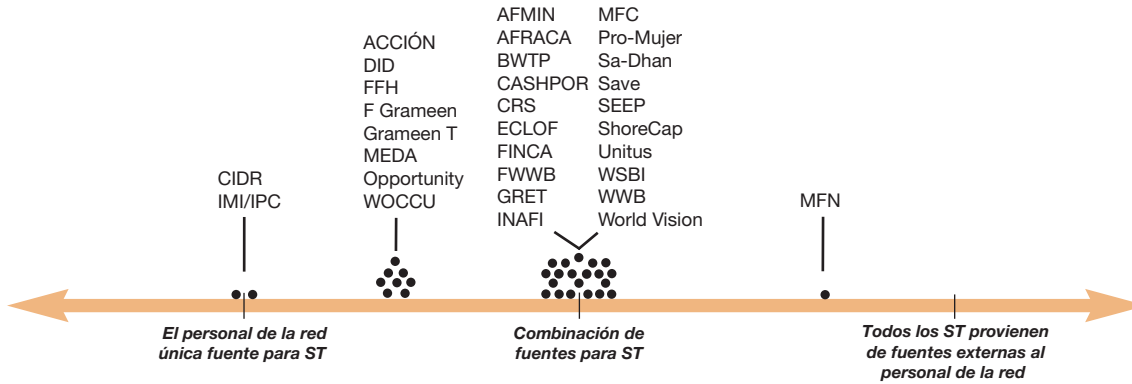 CIDR
IMI/IPC
ACCIÓN
DID
FFH
F Grameen
Grameen T
MEDA
Opportunity
WOCCU
AFMIN
AFRACA
BWTP
CASHPOR
CRS
ECLOF
FINCA
FWWB
GRET
INAFI
MFC
Pro-Mujer
Sa-Dhan
Save
SEEP
ShoreCap
Unitus
WSBI
WWB
World Vision
MFN
El personal de la red
única fuente para ST
Combinación de
fuentes para ST
Todos los ST provienen
de fuentes externas al
personal de la red